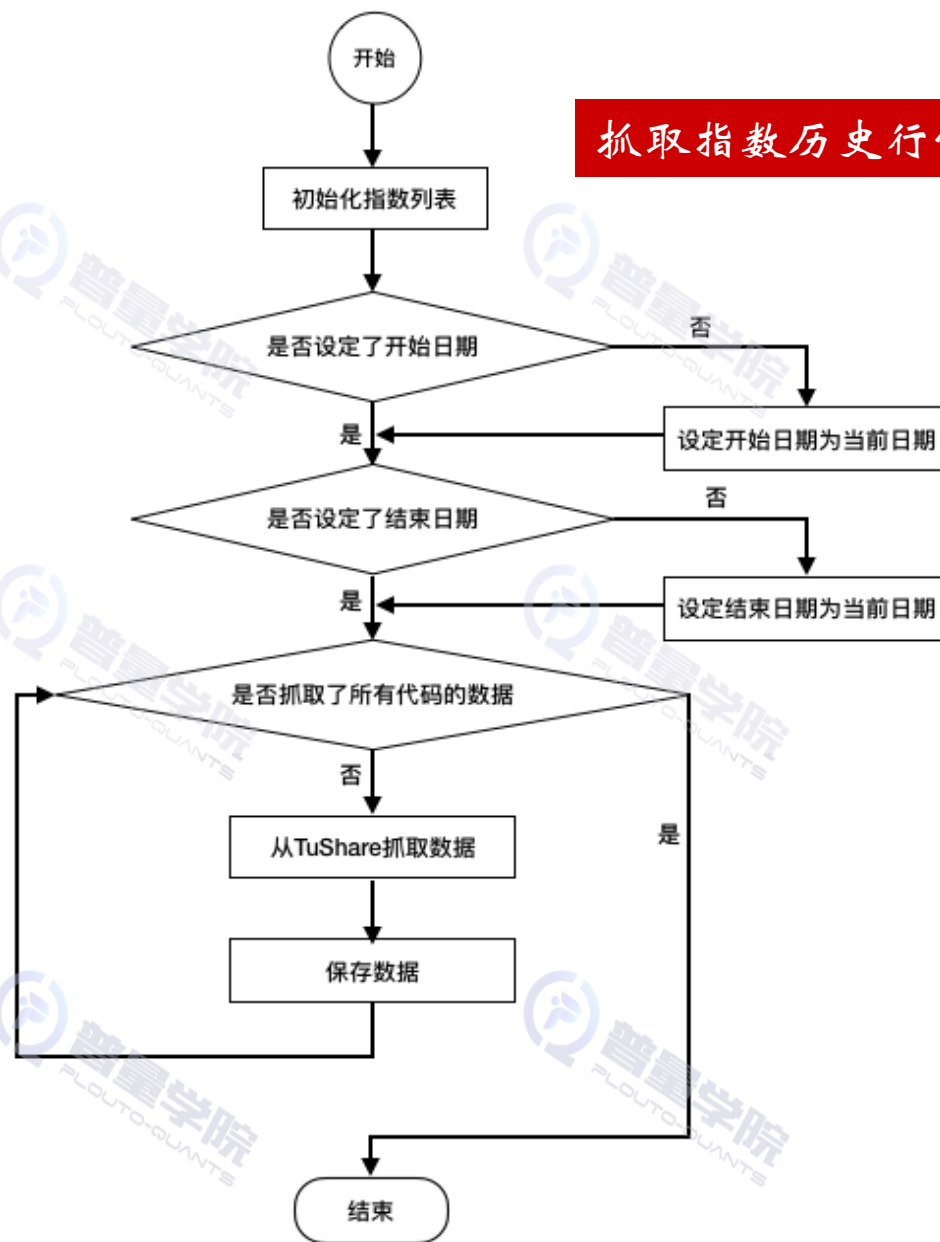 开始
抓取指数历史行
初始化指数列表
是否设定了开始日期
否
设定开始日期为当前日期
是
是否设定了结束日期
否
设定结束日期为当前日期
是
是否抓取了所有代码的数据
否
从TuShare抓取数据
是
保存数据
结束
普量学院
PLOUTO-QUANTS
普量学院
PLOUTO-QUANTS
普量学院
PLOUTO-QUANTS
普量学院
PLOUTO-QUANTS
普量学院
PLOUTO-QUANTS
普量学院
PLOUTO-QUANTS